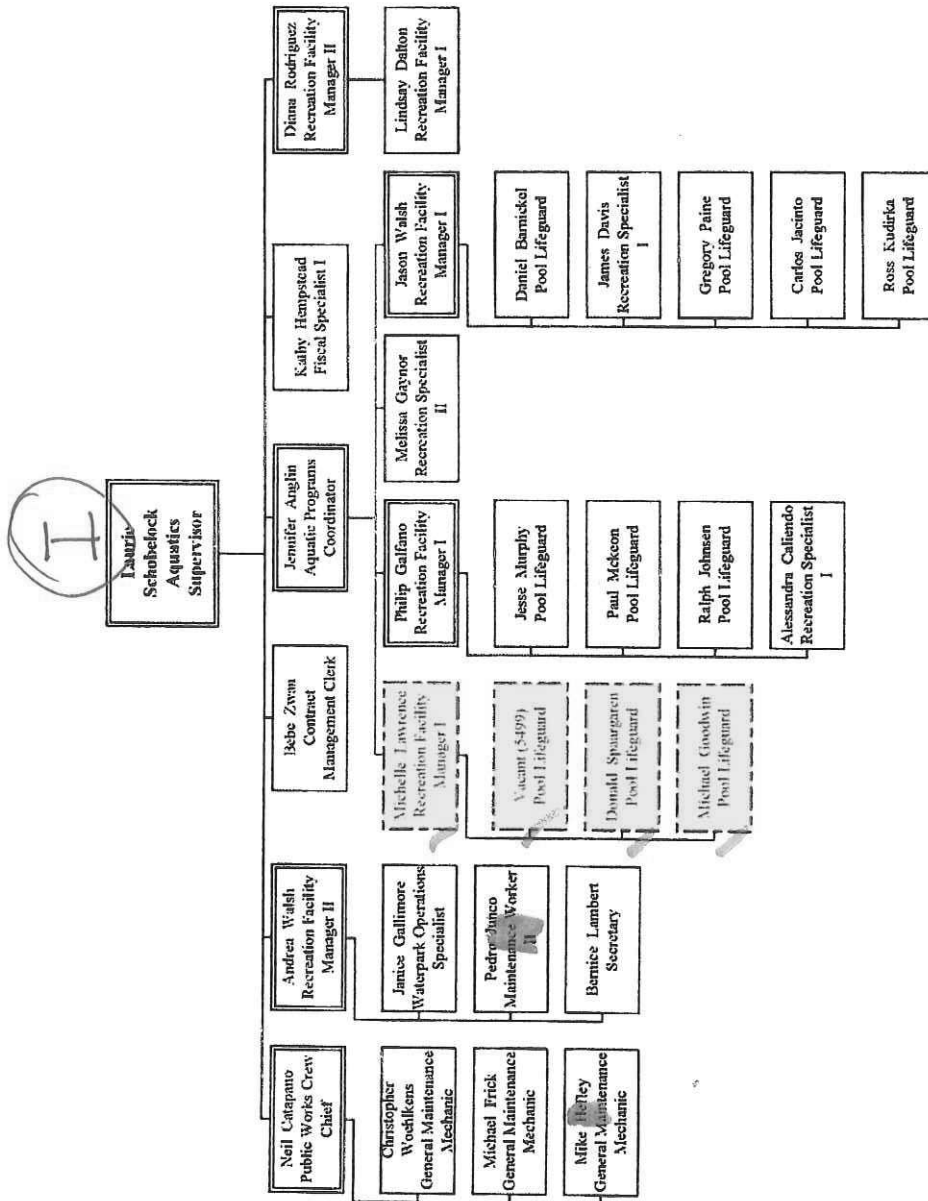 I
Laurie
Schobelock
Aquatics
Supervisor
Neil Catapano
Public Works Crew
Chief
Andrea Walsh
Recreation Facility
Manager II
Bebe Zwan
Contract
Management Clerk
Jennifer Anglin
Aquatic Programs
Coordinator
Kathy Hempstead
Fiscal Specialist I
Diana Rodriguez
Recreation Facility
Manager II
Christopher
Woehlkens
General Maintenance
Mechanic
Michael Frick
General Maintenance
Mechanic
Mike Hefley
General Maintenance
Mechanic
Janice Gallimore
Waterpark Operations
Specialist
Pedro Junco
Maintenance Worker
II
Bernice Lambert
Secretary
Michelle Lawrence
Recreation Facility
Manager I
Vacant (5499)
Pool Lifeguard
Donald Spaargaren
Pool Lifeguard
Michael Goodwin
Pool Lifeguard
Philip Galfano
Recreation Facility
Manager I
Jesse Murphy
Pool Lifeguard
Paul Mckeon
Pool Lifeguard
Ralph Johnsen
Pool Lifeguard
Alessandra Caliendo
Recreation Specialist
I
Melissa Gaynor
Recreation Specialist
II
Jason Walsh
Recreation Facility
Manager I
Daniel Barnickel
Pool Lifeguard
James Davis
Recreation Specialist
I
Gregory Paine
Pool Lifeguard
Carlos Jacinto
Pool Lifeguard
Ross Kudirka
Pool Lifeguard
Lindsay Dalton
Recreation Facility
Manager I